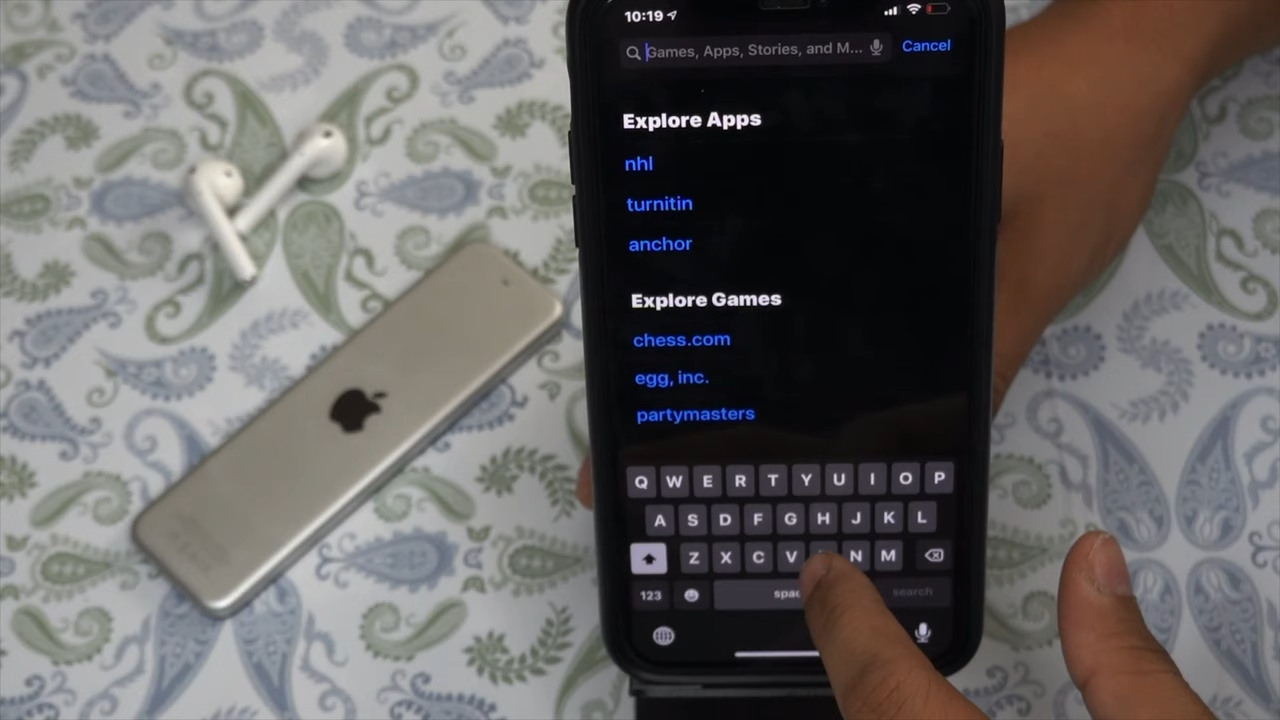 10:19
Games, Apps, Stories, and M...
Cancel
Explore Apps
nhl
turnitin
anchor
Explore Games
chess.com
egg, inc.
partymasters
Q W E R T Y U I O P
A S D F G H J K L
Z X C V N M
123
search